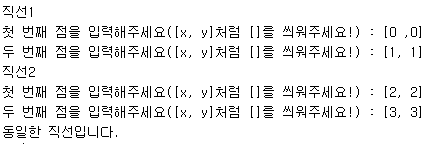 직선1
첫 번째 점을 입력해주세요([x, y]처럼 []를 씌워주세요!) : [0 ,0]
두 번째 점을 입력해주세요([x, y]처럼 []를 씌워주세요!) : [1, 1]
직선2
첫 번째 점을 입력해주세요([x, y]처럼 []를 씌워주세요!) : [2, 2]
두 번째 점을 입력해주세요([x, y]처럼 []를 씌워주세요!) : [3, 3]
동일한 직선입니다.